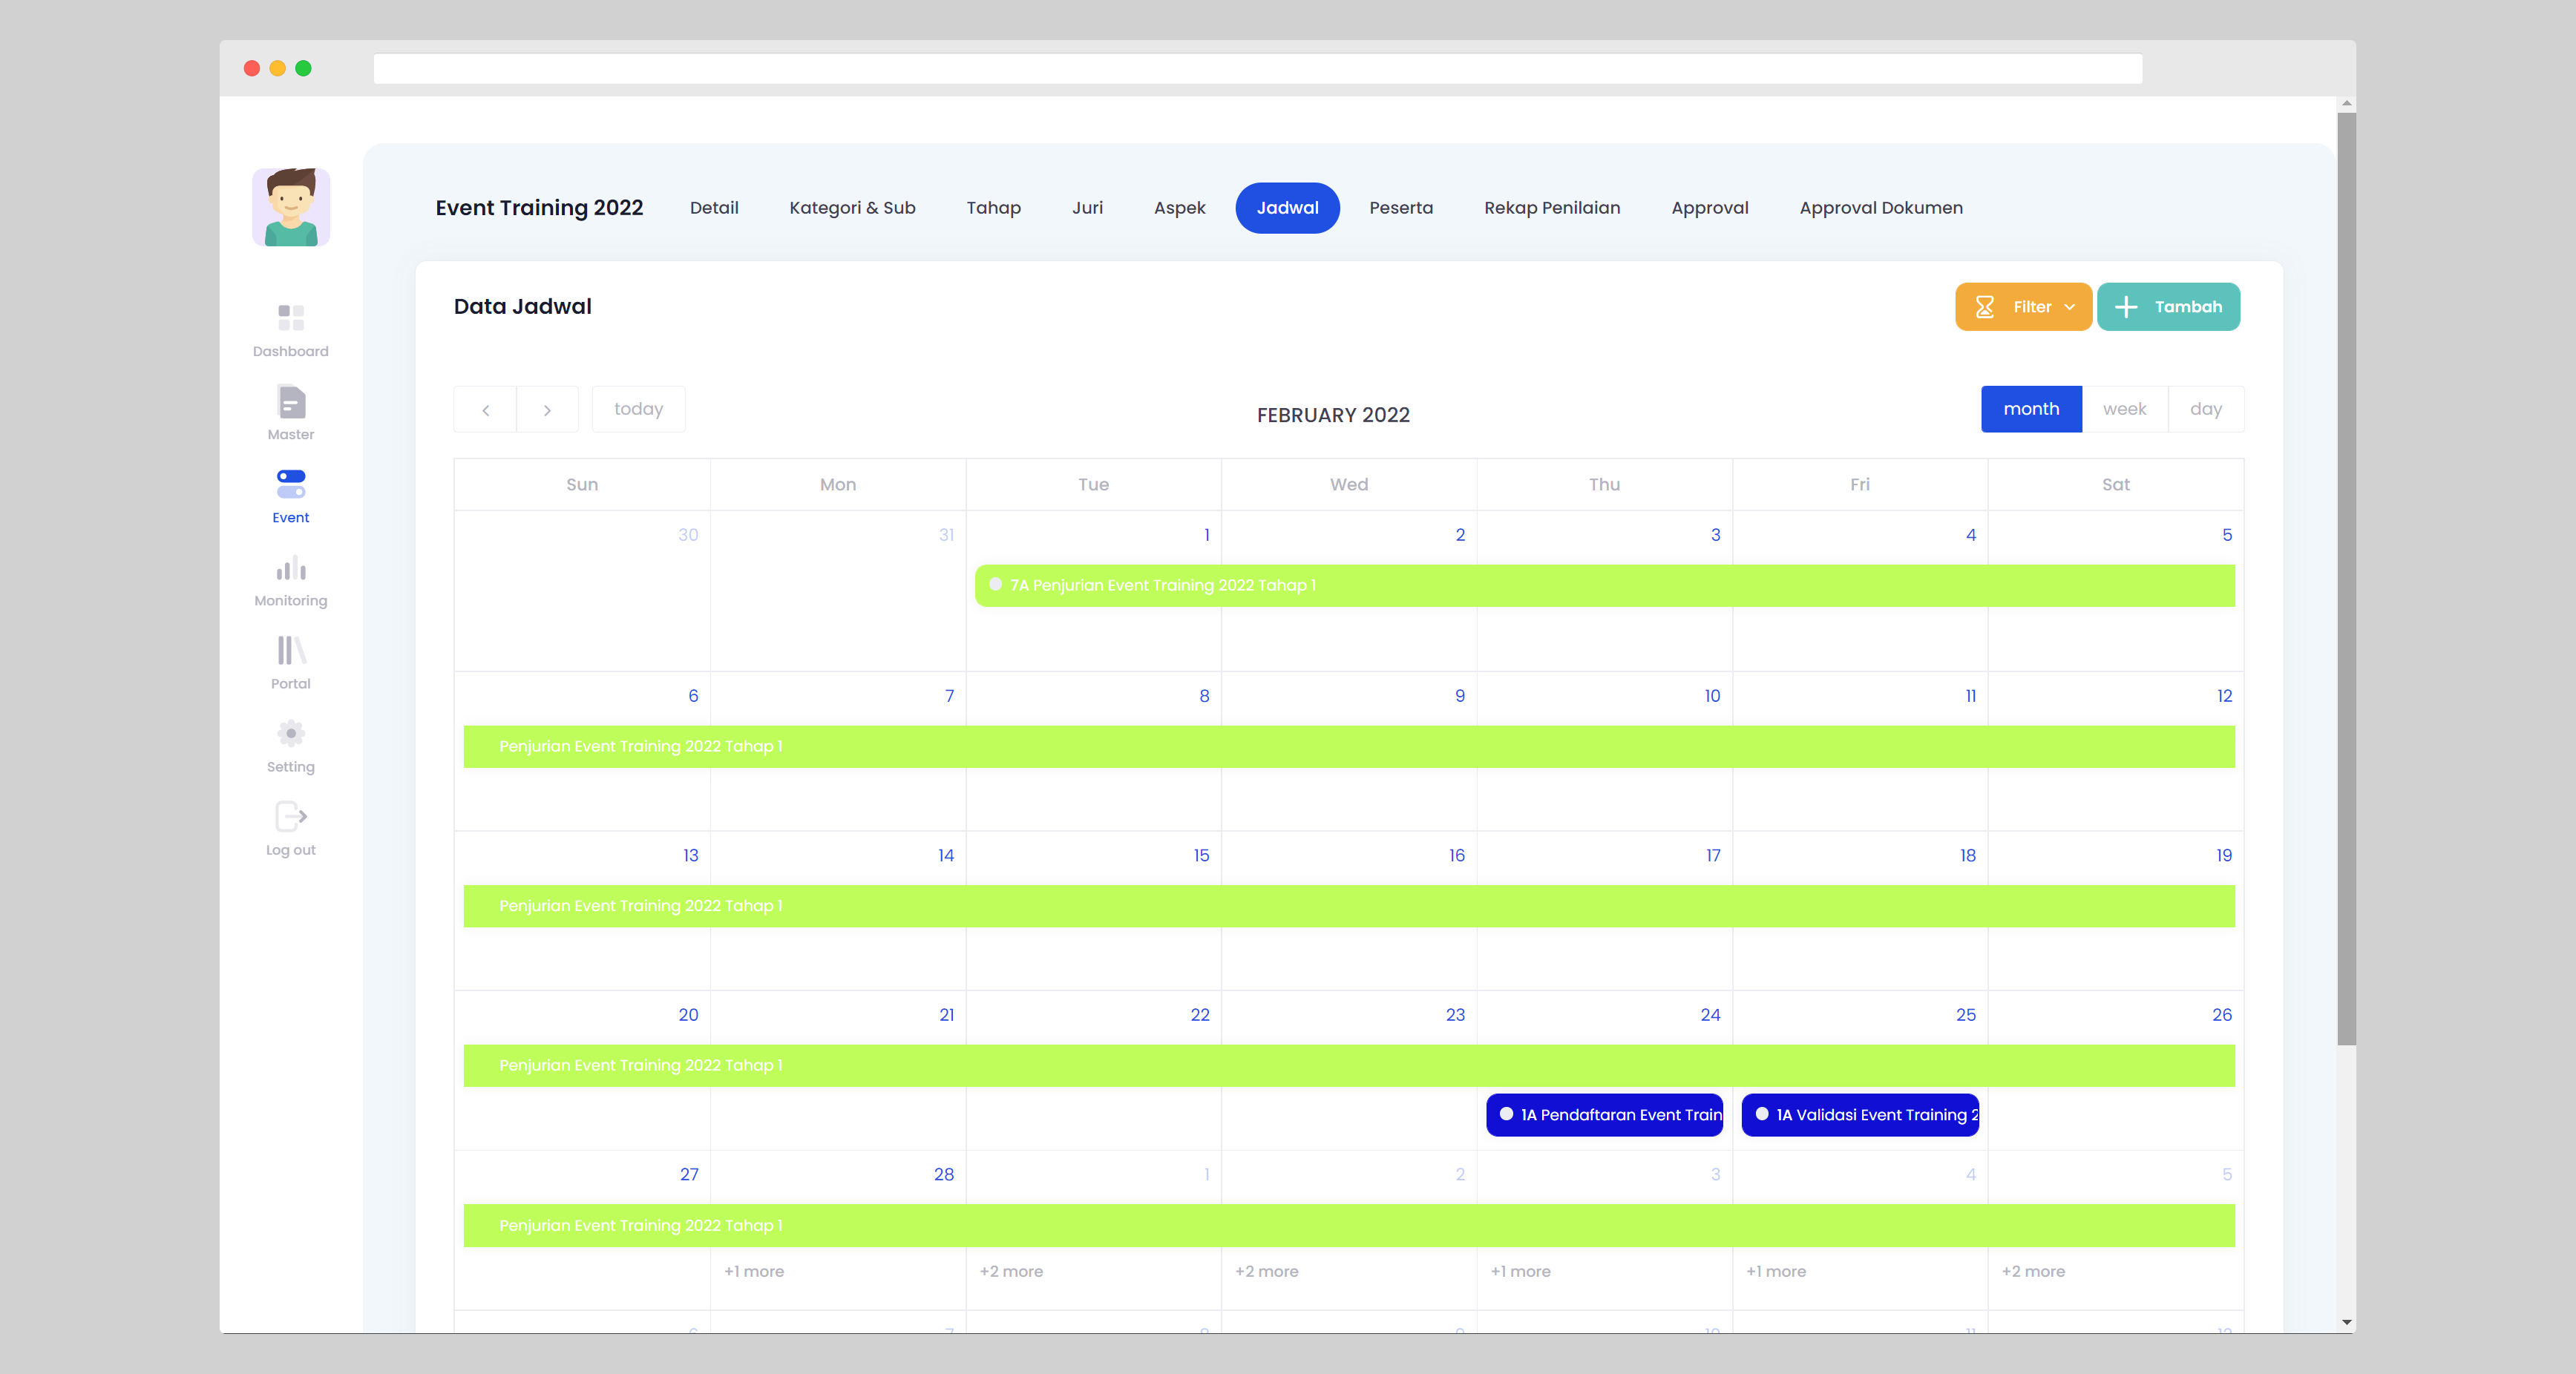 Event Training 2022 Detail Kategori & Sub Tahap Juri Aspek Jadwal Peserta Rekap Penilaian Approval Approval Dokumen
Dashboard
Master
Event
Monitoring
Portal
Setting
Log out
Data Jadwal Filter Tambah
today FEBRUARY 2022 month week day
Sun Mon Tue Wed Thu Fri Sat
30 31 1 2 3 4 5
7A Penjurian Event Training 2022 Tahap 1
6 7 8 9 10 11 12
Penjurian Event Training 2022 Tahap 1
13 14 15 16 17 18 19
Penjurian Event Training 2022 Tahap 1
20 21 22 23 24 25 26
Penjurian Event Training 2022 Tahap 1
1A Pendaftaran Event Train 1A Validasi Event Training 2
27 28 1 2 3 4 5
Penjurian Event Training 2022 Tahap 1
+1 more +2 more +2 more +1 more +1 more +2 more